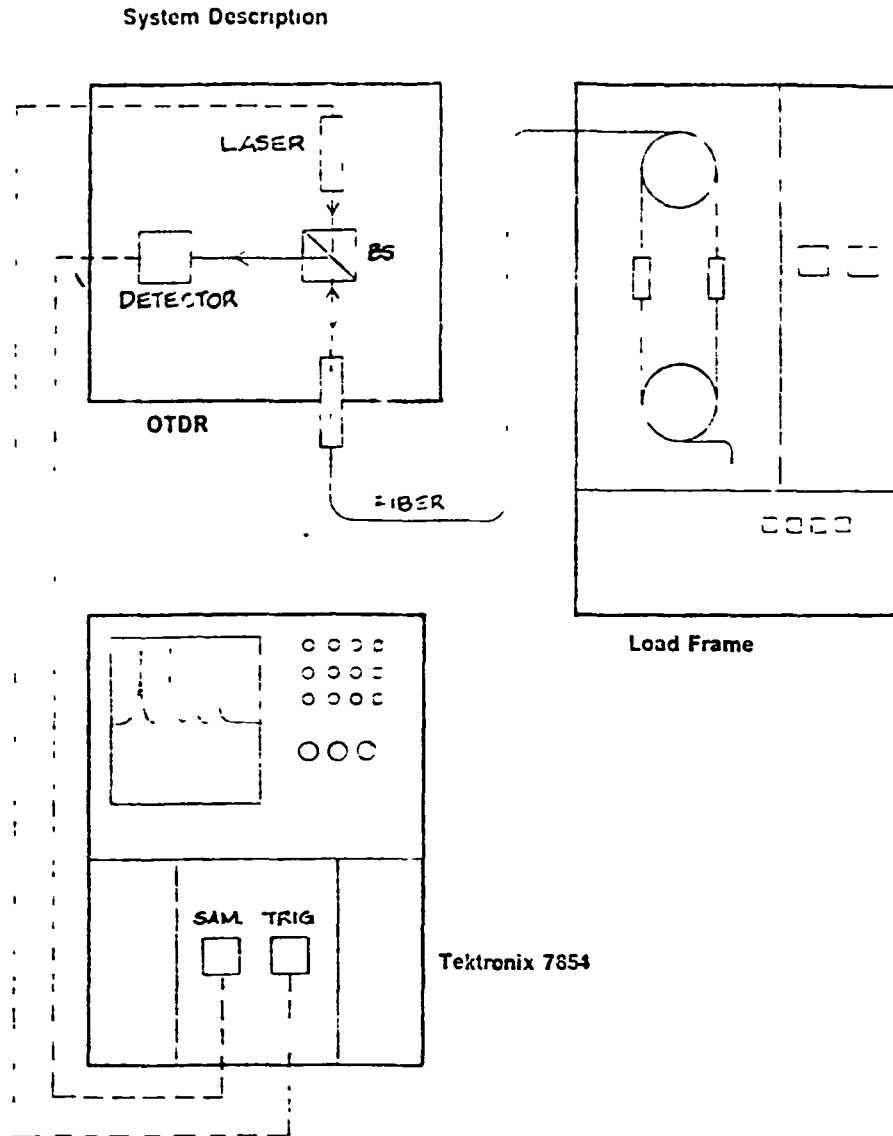 System Description
LASER
BS
DETECTOR
OTDR
FIBER
Load Frame
SAM. TRIG
Tektronix 7854